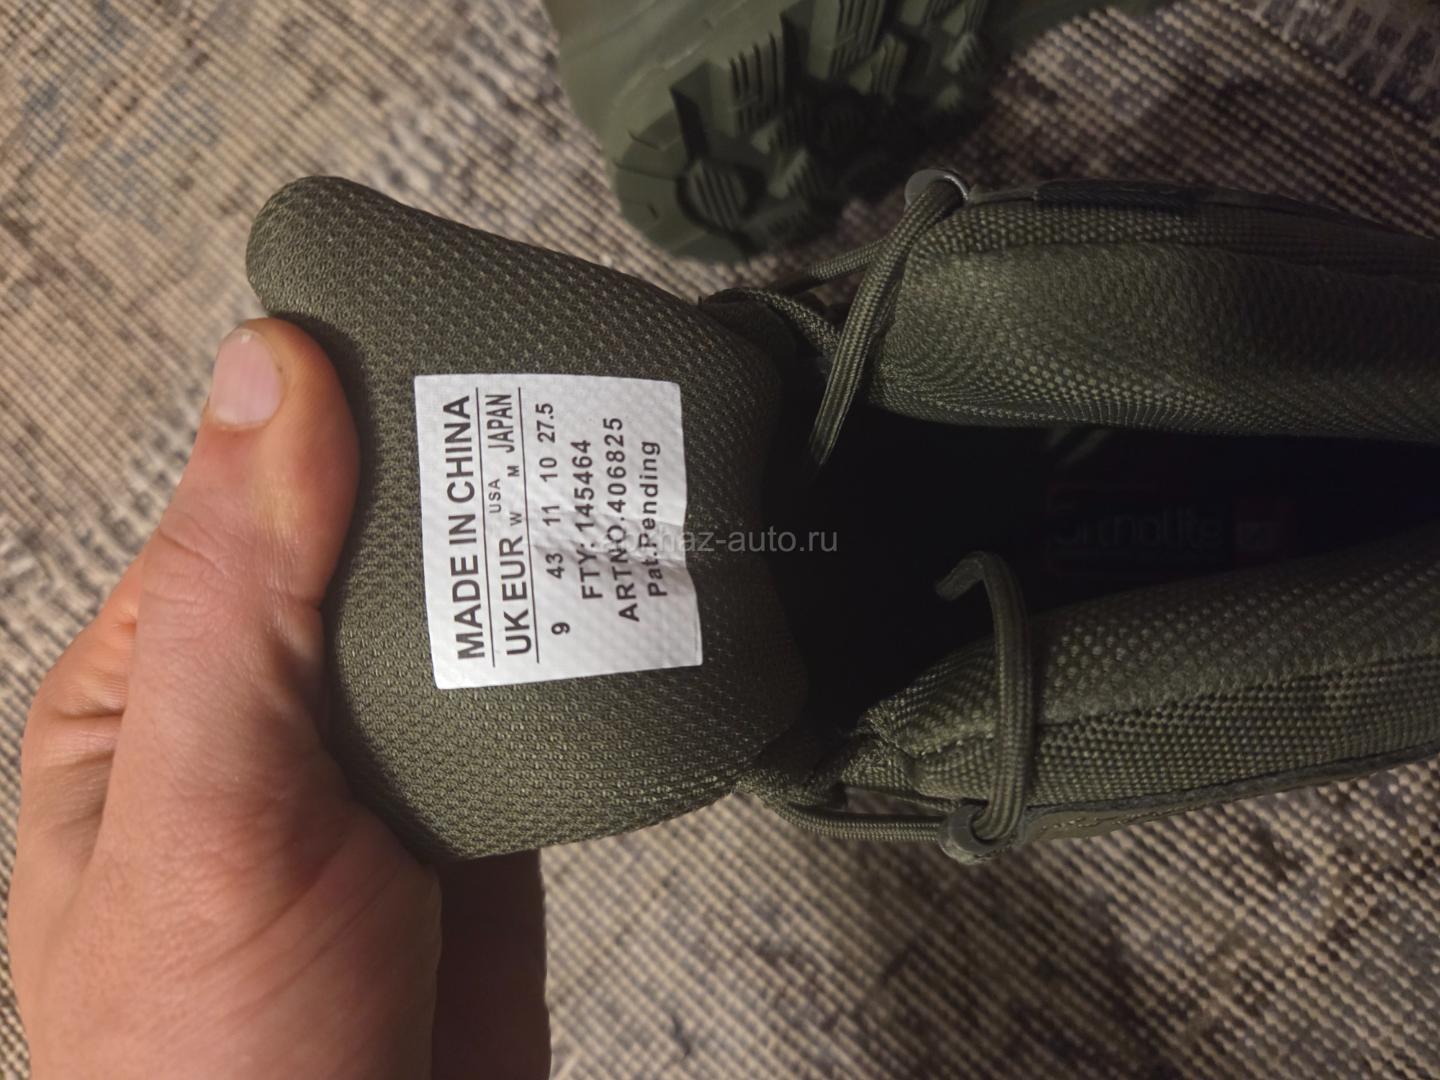 MADE IN CHINA
USA
UK EUR W M JAPAN
9 43 11 10 27.5
FTY:145464
ARTNO.406825
Pat.Pending
ortholite